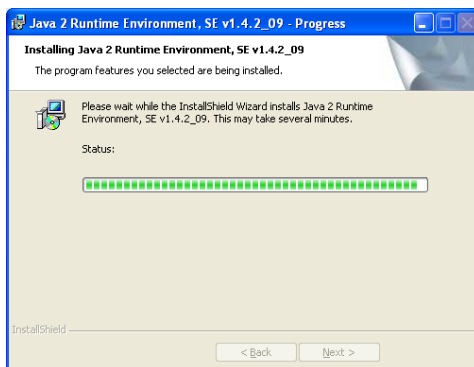 Java 2 Runtime Environment, SE v1.4.2_09 - Progress
Installing Java 2 Runtime Environment, SE v1.4.2_09
The program features you selected are being installed.
Please wait while the InstallShield Wizard installs Java 2 Runtime
Environment, SE v1.4.2_09. This may take several minutes.
Status:
InstallShield
< Back
Next >